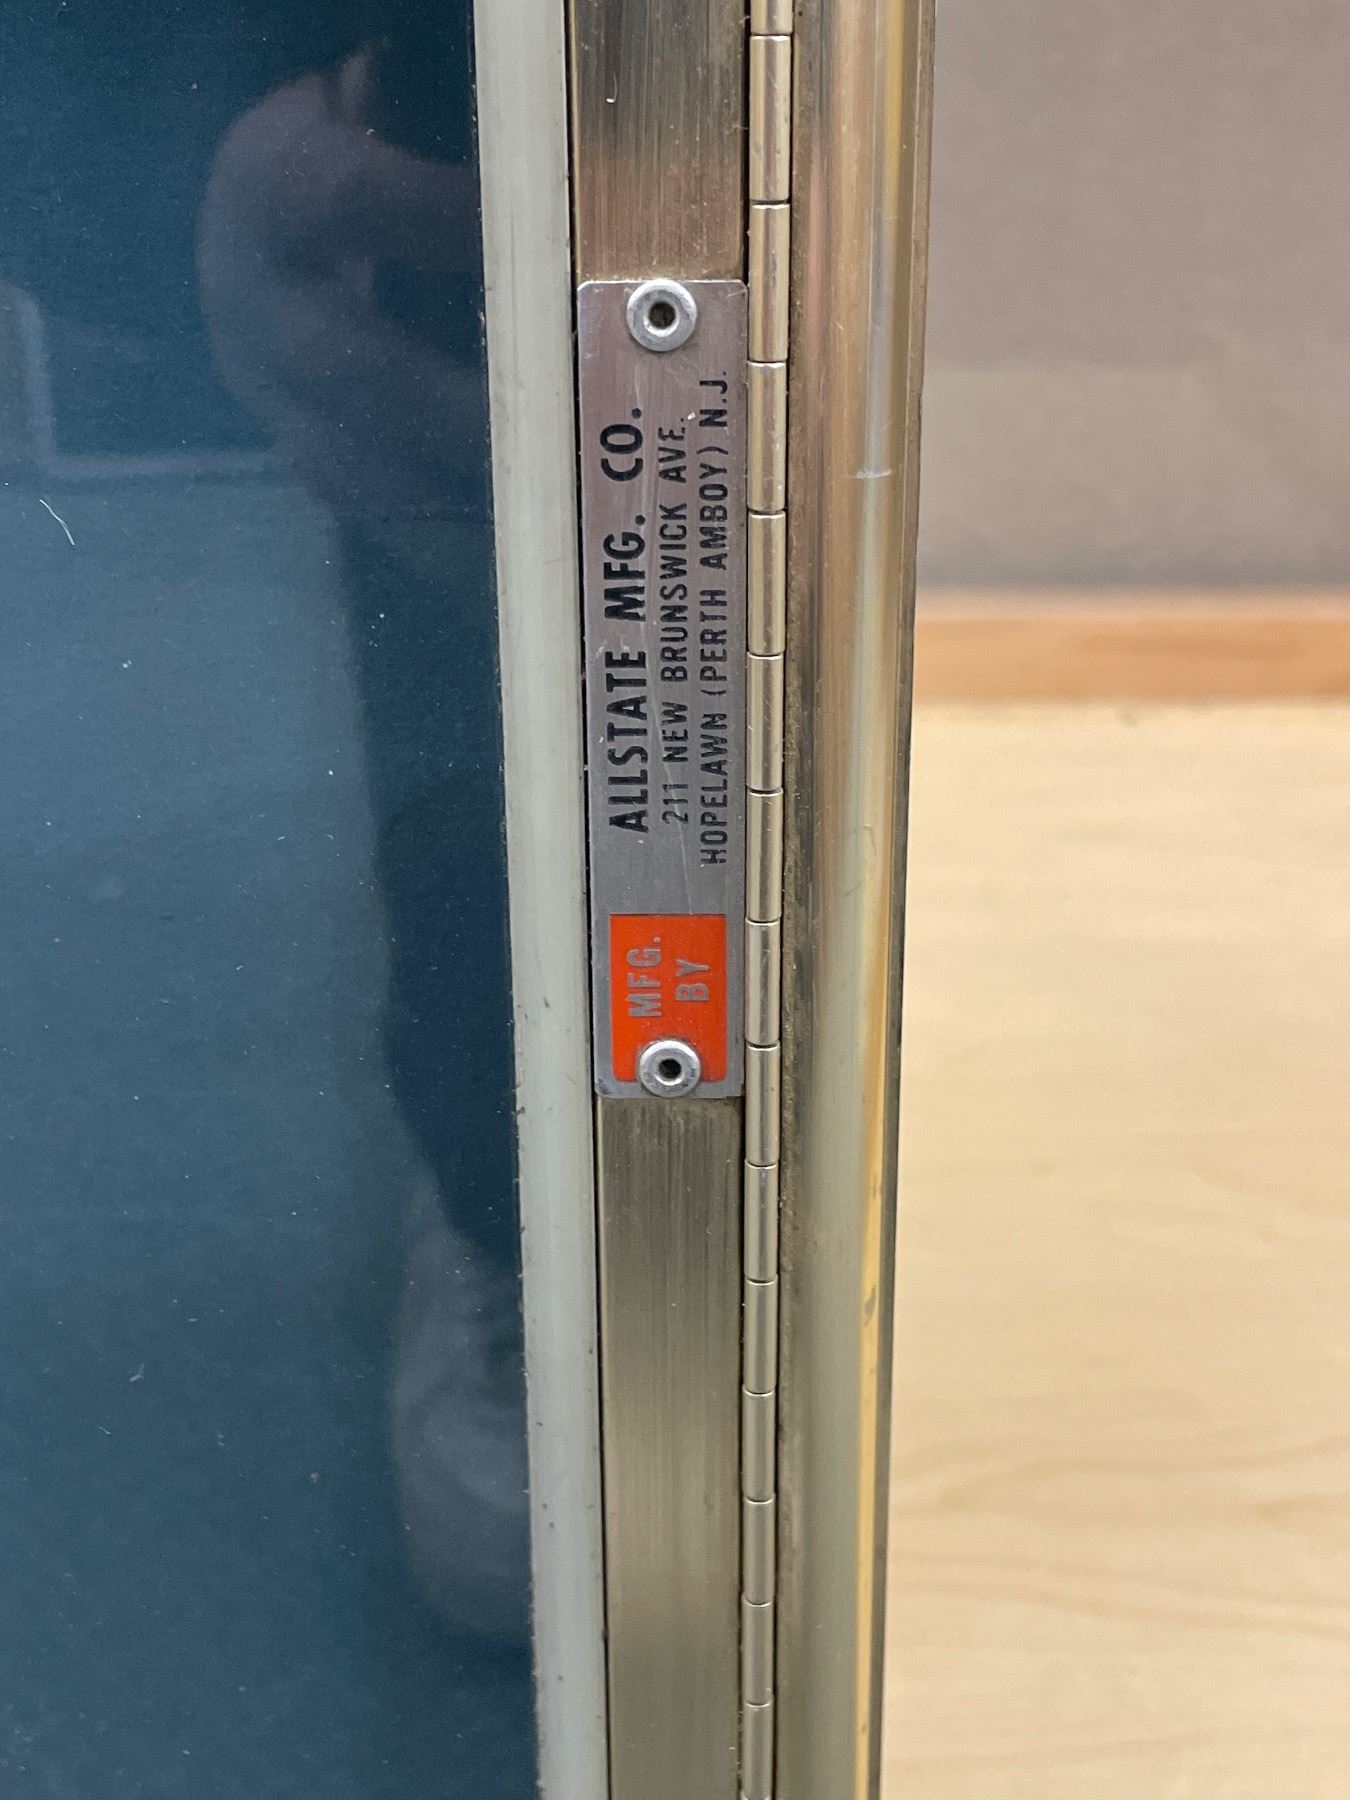 MFG.
BY
ALLSTATE MFG. CO.
211 NEW BRUNSWICK AVE.
HOPELAWN (PERTH AMBOY) N.J.